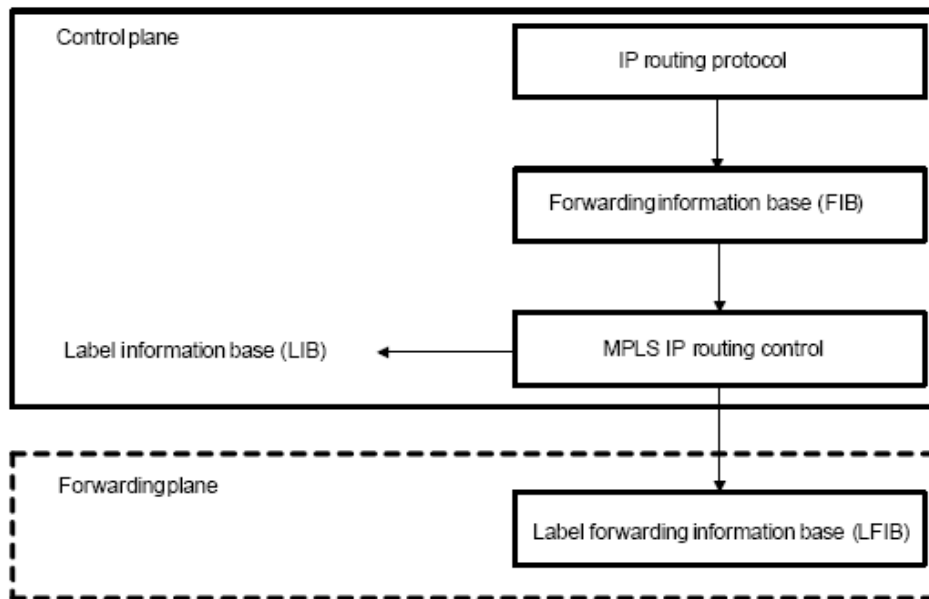 Control plane
IP routing protocol
Forwarding information base (FIB)
Label information base (LIB)
MPLS IP routing control
Forwarding plane
Label forwarding information base (LFIB)